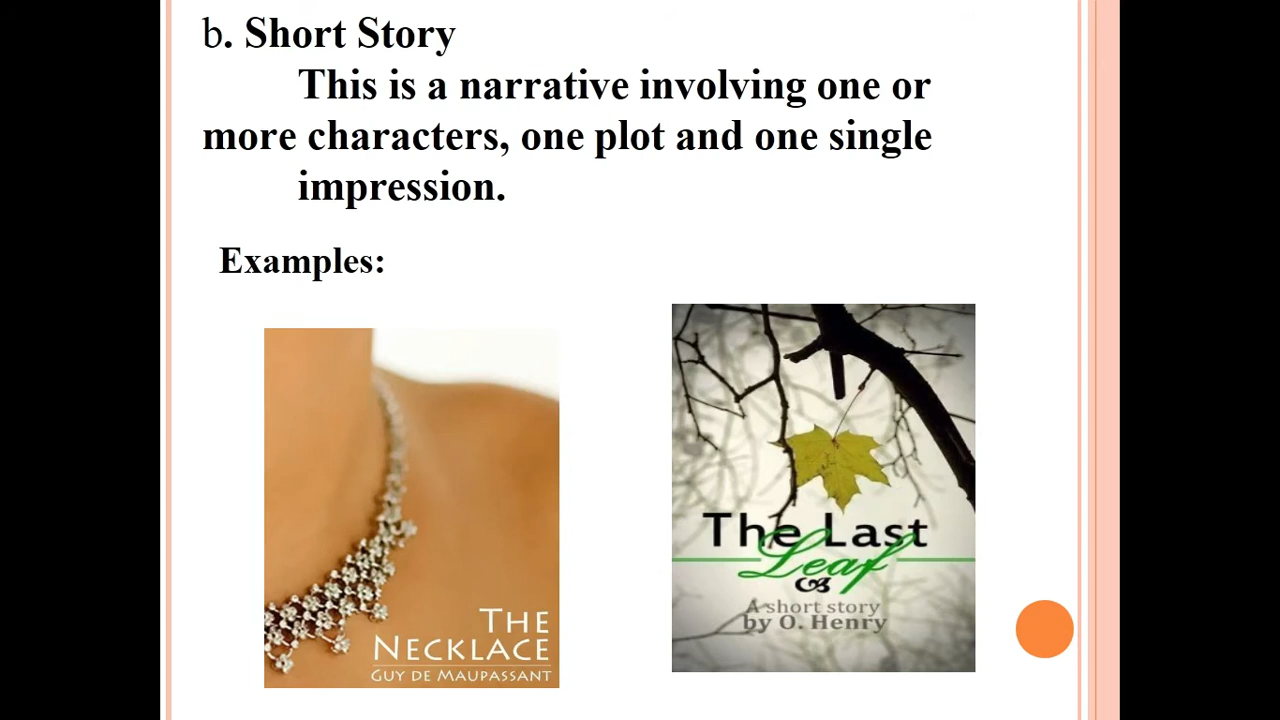 b. Short Story
This is a narrative involving one or
more characters, one plot and one single
impression.
Examples:
THE
NECKLACE
GUY DE MAUPASSANT
The Last
Leaf
A short story
by O. Henry